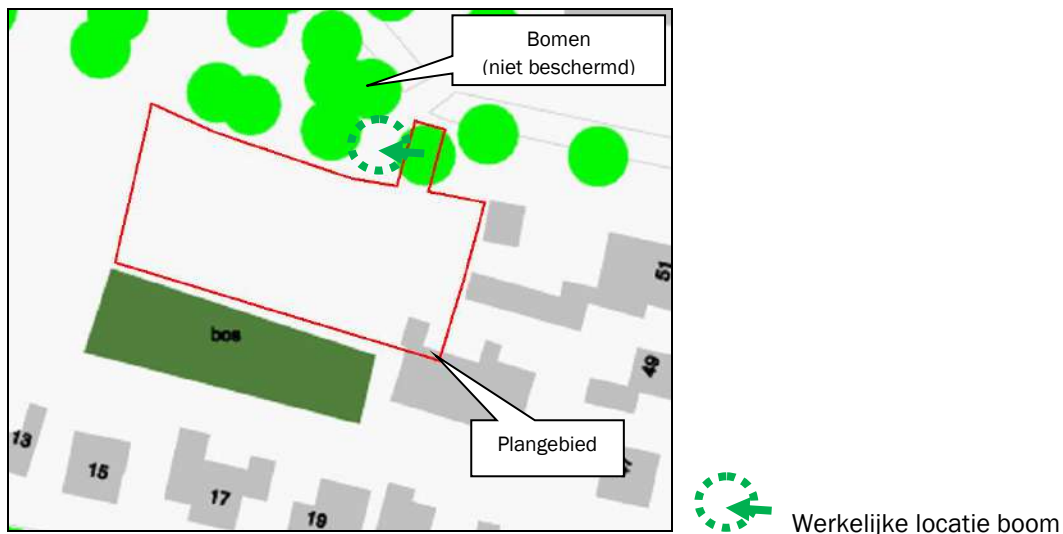 Bomen
(niet beschermd)
bos
51
49
Plangebied
13
15
17
19
Werkelijke locatie boom